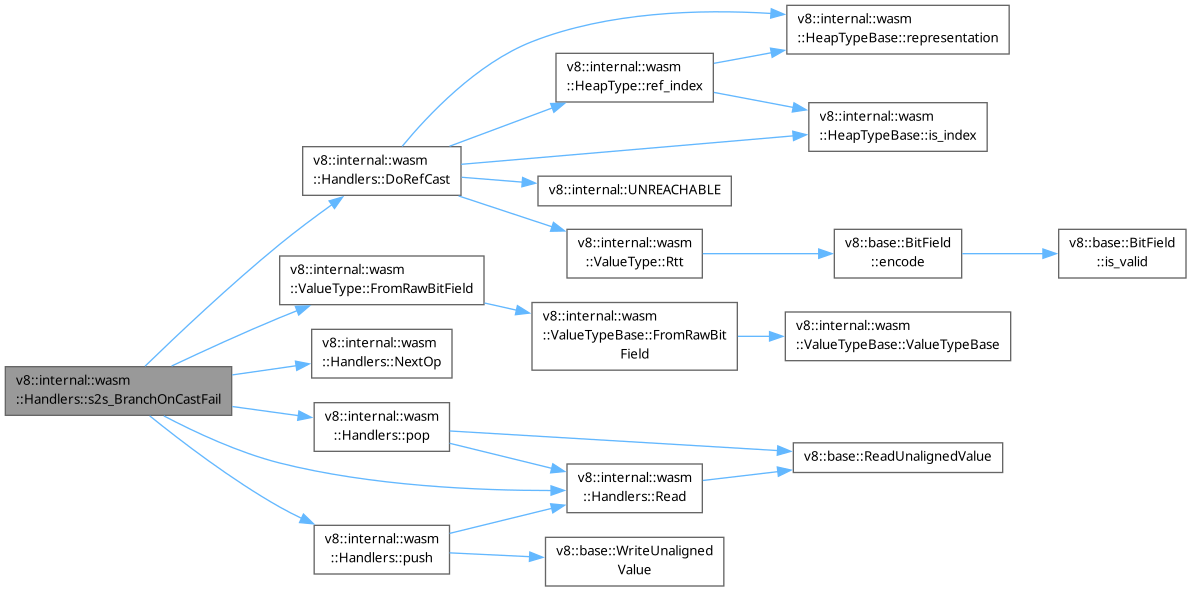 v8::internal::wasm
::Handlers::s2s_BranchOnCastFail
v8::internal::wasm
::Handlers::DoRefCast
v8::internal::wasm
::HeapTypeBase::representation
v8::internal::wasm
::HeapType::ref_index
v8::internal::wasm
::HeapTypeBase::is_index
v8::internal::UNREACHABLE
v8::internal::wasm
::ValueType::Rtt
v8::base::BitField
::encode
v8::base::BitField
::is_valid
v8::internal::wasm
::ValueType::FromRawBitField
v8::internal::wasm
::ValueTypeBase::FromRawBit
Field
v8::internal::wasm
::ValueTypeBase::ValueTypeBase
v8::internal::wasm
::Handlers::NextOp
v8::internal::wasm
::Handlers::pop
v8::base::ReadUnalignedValue
v8::internal::wasm
::Handlers::Read
v8::internal::wasm
::Handlers::push
v8::base::WriteUnaligned
Value